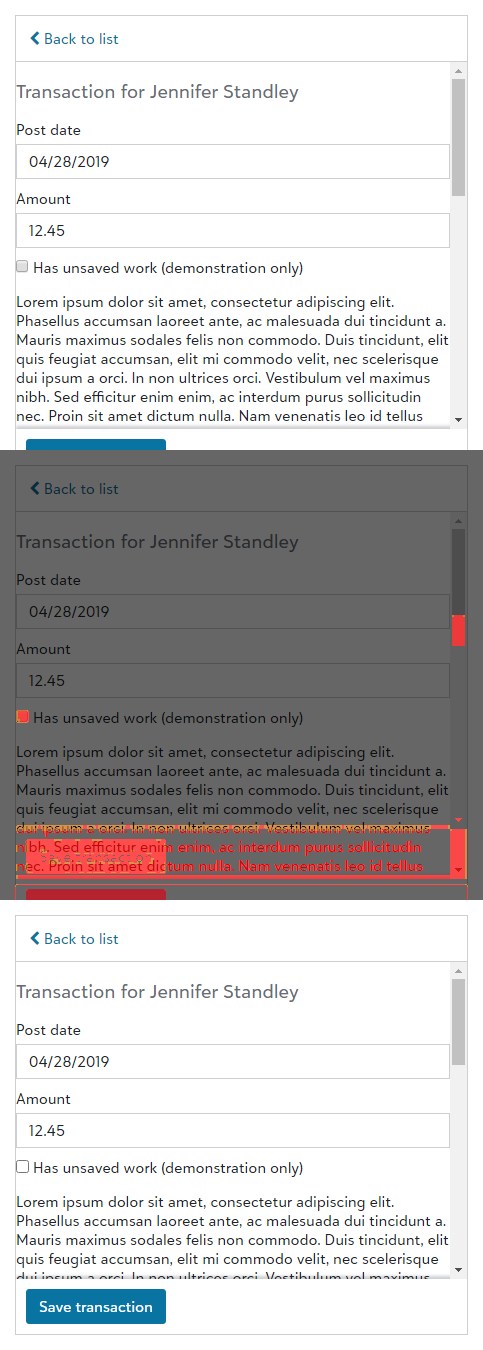 Back to list
Transaction for Jennifer Standley
Post date
04/28/2019
Amount
12.45
Has unsaved work (demonstration only)
Lorem ipsum dolor sit amet, consectetur adipiscing elit.
Phasellus accumsan laoreet ante, ac malesuada dui tincidunt a.
Mauris maximus sodales felis non commodo. Duis tincidunt, elit
quis feugiat accumsan, elit mi commodo velit, nec scelerisque
dui ipsum a orci. In non ultrices orci. Vestibulum vel maximus
nibh. Sed efficitur enim enim, ac interdum purus sollicitudin
nec. Proin sit amet dictum nulla. Nam venenatis leo id tellus
Back to list
Transaction for Jennifer Standley
Post date
04/28/2019
Amount
12.45
Has unsaved work (demonstration only)
Lorem ipsum dolor sit amet, consectetur adipiscing elit.
Phasellus accumsan laoreet ante, ac malesuada dui tincidunt a.
Mauris maximus sodales felis non commodo. Duis tincidunt, elit
quis feugiat accumsan, elit mi commodo velit, nec scelerisque
dui ipsum a orci. In non ultrices orci. Vestibulum vel maximus
nibh. Sed efficitur enim enim, ac interdum purus sollicitudin
nec. Proin sit amet dictum nulla. Nam venenatis leo id tellus
Back to list
Transaction for Jennifer Standley
Post date
04/28/2019
Amount
12.45
Has unsaved work (demonstration only)
Lorem ipsum dolor sit amet, consectetur adipiscing elit.
Phasellus accumsan laoreet ante, ac malesuada dui tincidunt a.
Mauris maximus sodales felis non commodo. Duis tincidunt, elit
quis feugiat accumsan, elit mi commodo velit, nec scelerisque
dui ipsum a orci. In non ultrices orci. Vestibulum vel maximus
Save transaction